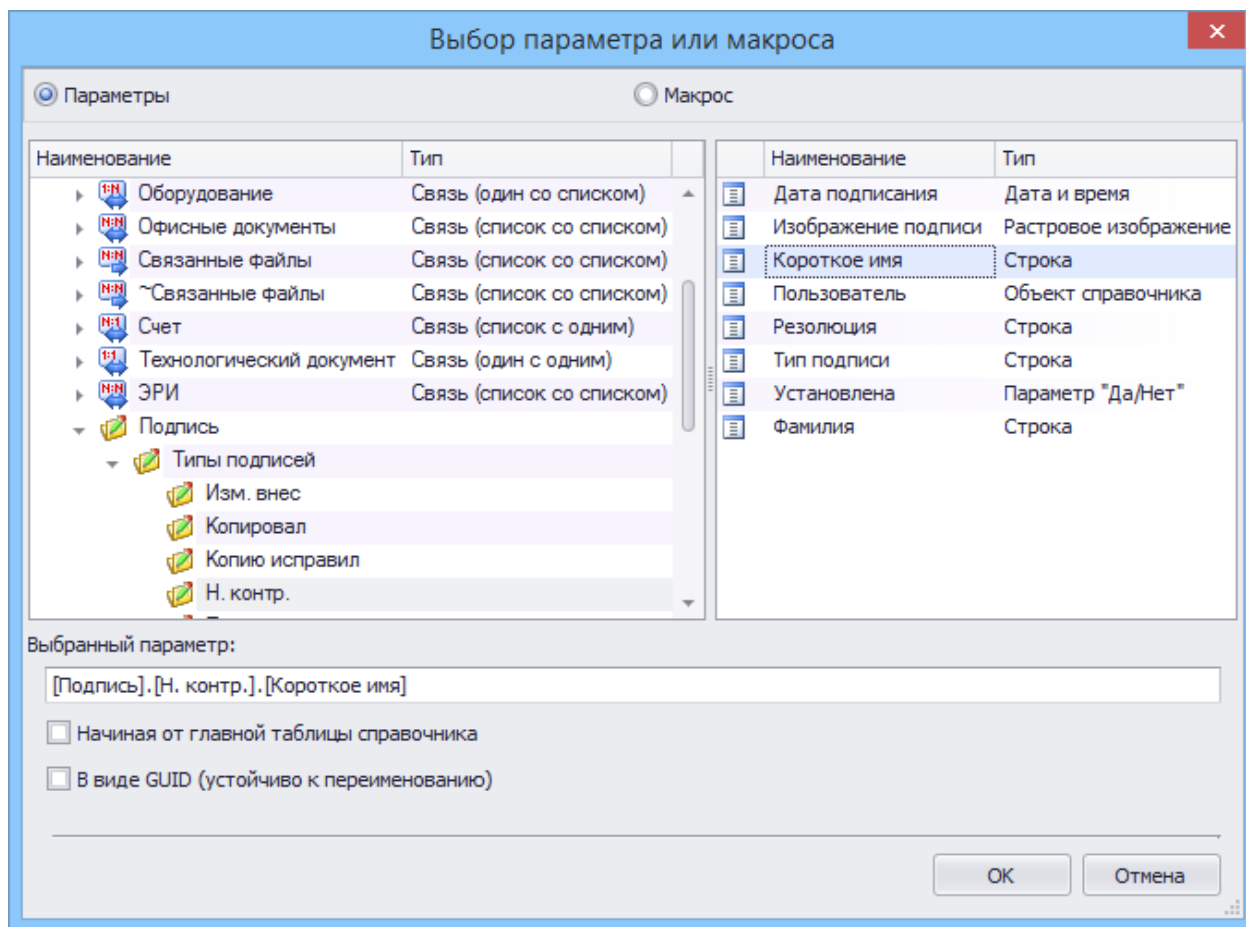 Выбор параметра или макроса
Параметры Макрос
Наименование Тип Наименование Тип
1:N Оборудование Связь (один со списком) Дата подписания Дата и время
N:N Офисные документы Связь (список со списком) Изображение подписи Растровое изображение
N:N Связанные файлы Связь (список со списком) Короткое имя Строка
N:N ~Связанные файлы Связь (список со списком) Пользователь Объект справочника
N:1 Счет Связь (список с одним) Резолюция Строка
1:1 Технологический документ Связь (один с одним) Тип подписи Строка
N:N ЭРИ Связь (список со списком) Установлена Параметр "Да/Нет"
Подпись Фамилия Строка
Типы подписей
Изм. внес
Копировал
Копию исправил
Н. контр.
Выбранный параметр:
[Подпись].[Н. контр.].[Короткое имя]
Начиная от главной таблицы справочника
В виде GUID (устойчиво к переименованию)
ОК Отмена